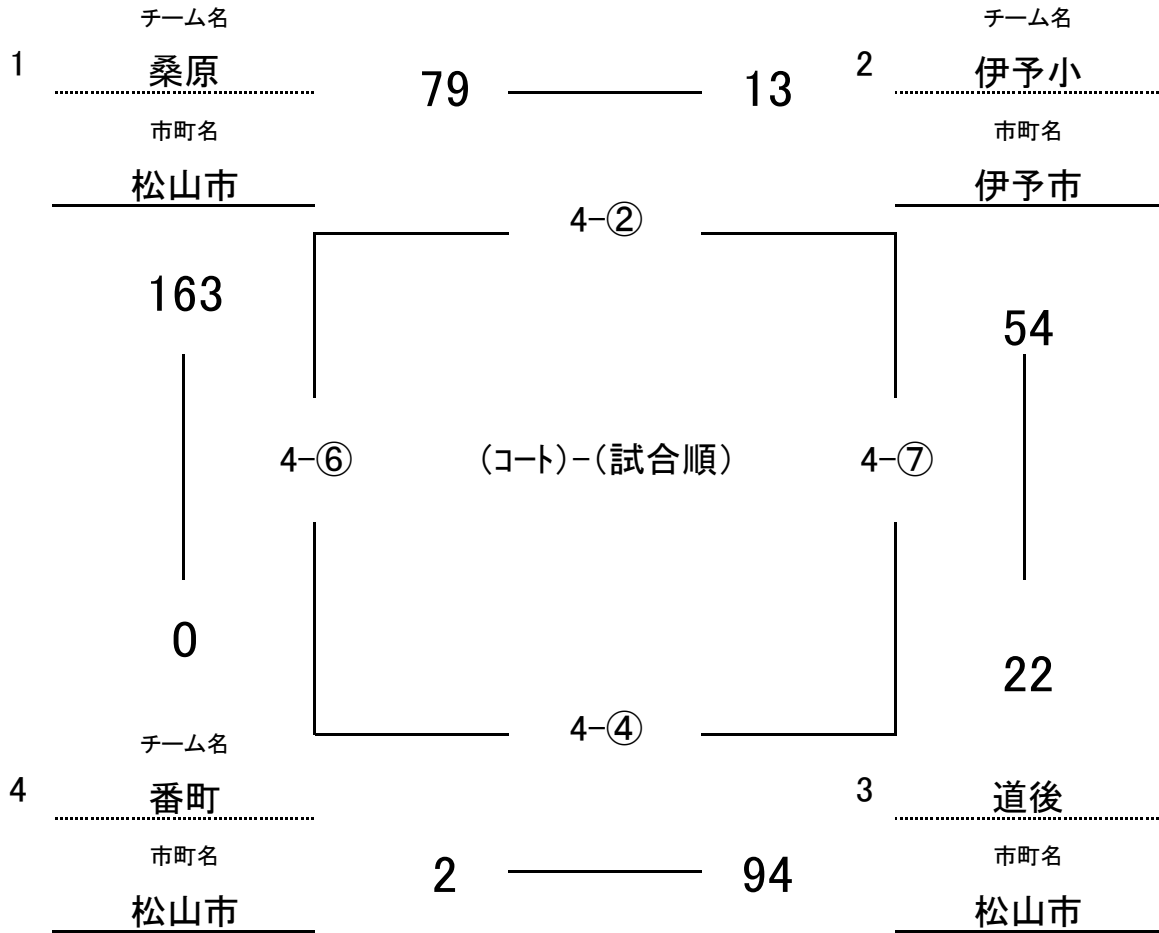 チーム名
チーム名
1 桑原
79 13
2 伊予小
市町名
市町名
松山市
伊予市
4-②
163
54
4-⑥
(コート)-(試合順)
4-⑦
0
22
4-④
チーム名
4 番町
3 道後
市町名
2 94
市町名
松山市
松山市